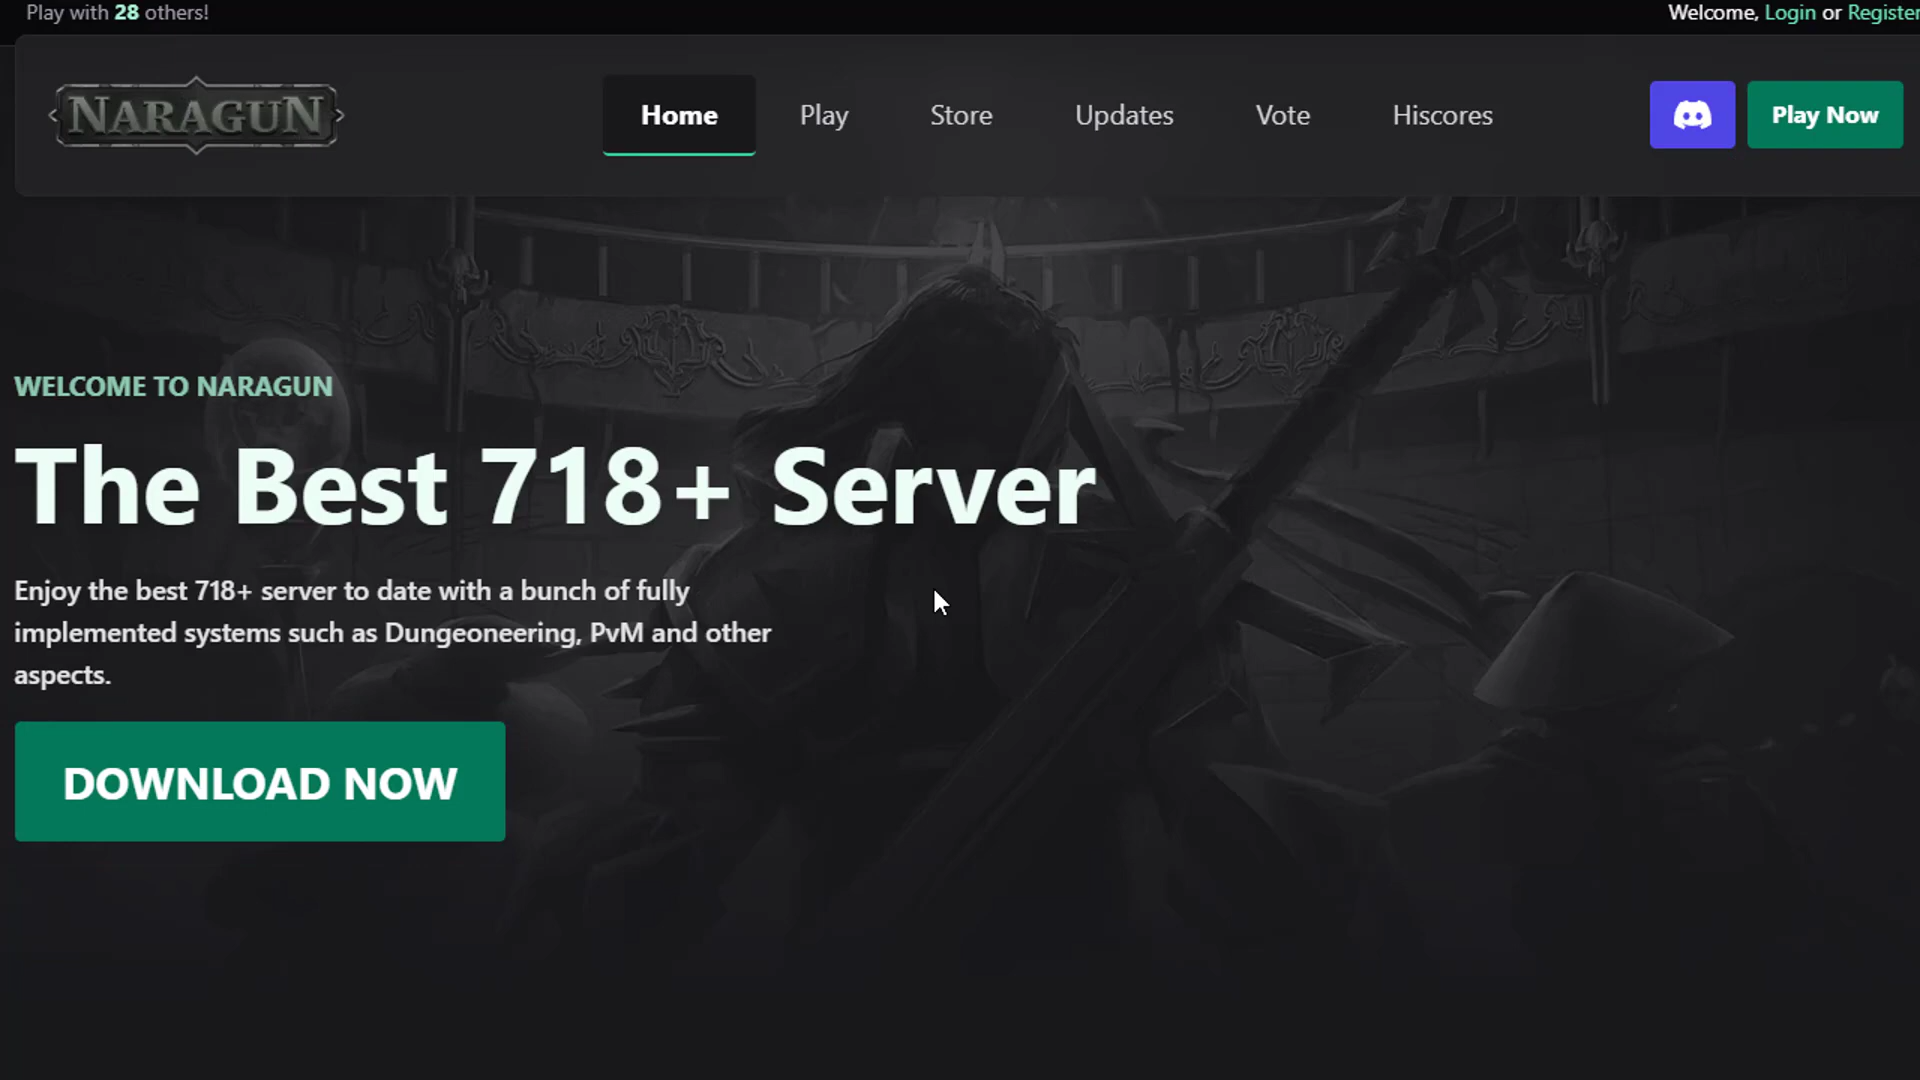 Play with 28 others!
Welcome, Login or Register
NARAGUN
Home
Play
Store
Updates
Vote
Hiscores
Play Now
WELCOME TO NARAGUN
The Best 718+ Server
Enjoy the best 718+ server to date with a bunch of fully
implemented systems such as Dungeoneering, PvM and other
aspects.
DOWNLOAD NOW